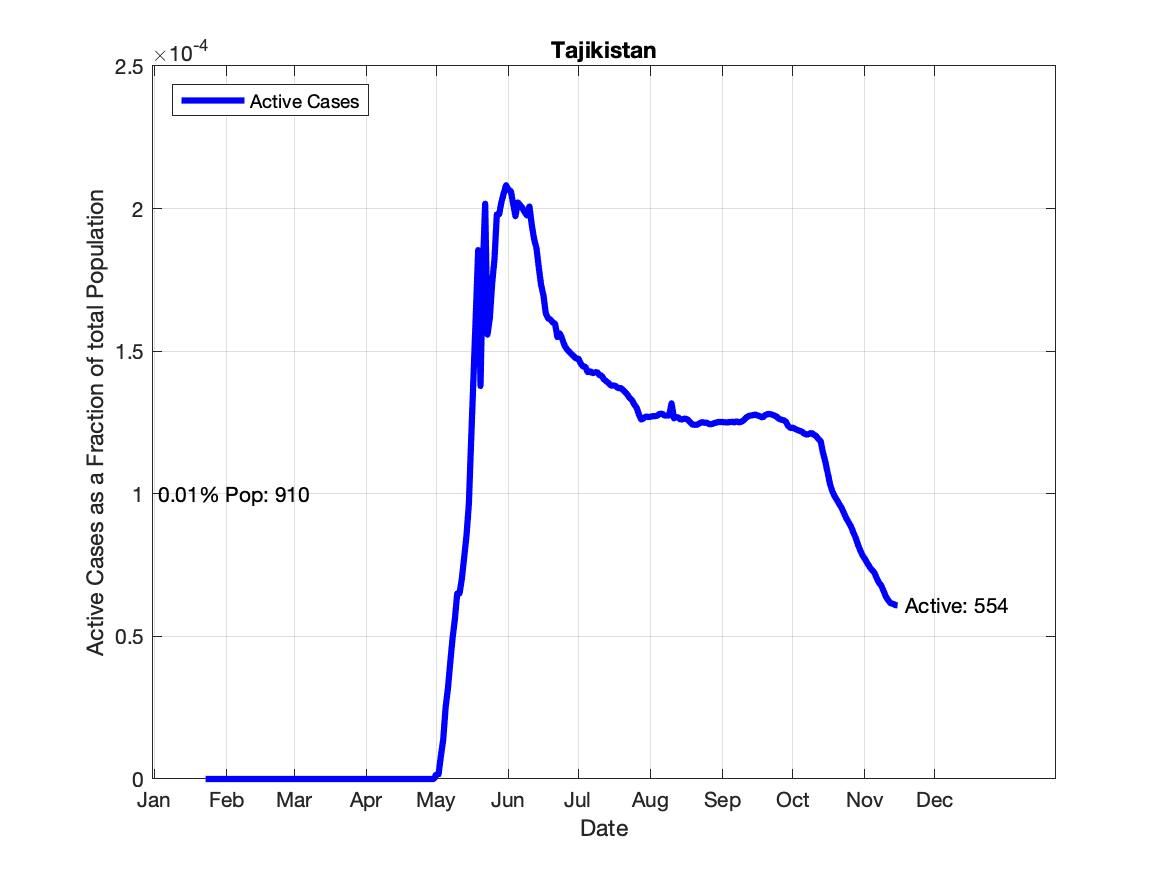 Tajikistan
×10-4
2.5
2
1.5
1
0.5
0
Active Cases
0.01% Pop: 910
Active: 554
Jan Feb Mar Apr May Jun Jul Aug Sep Oct Nov Dec
Date
Active Cases as a Fraction of total Population